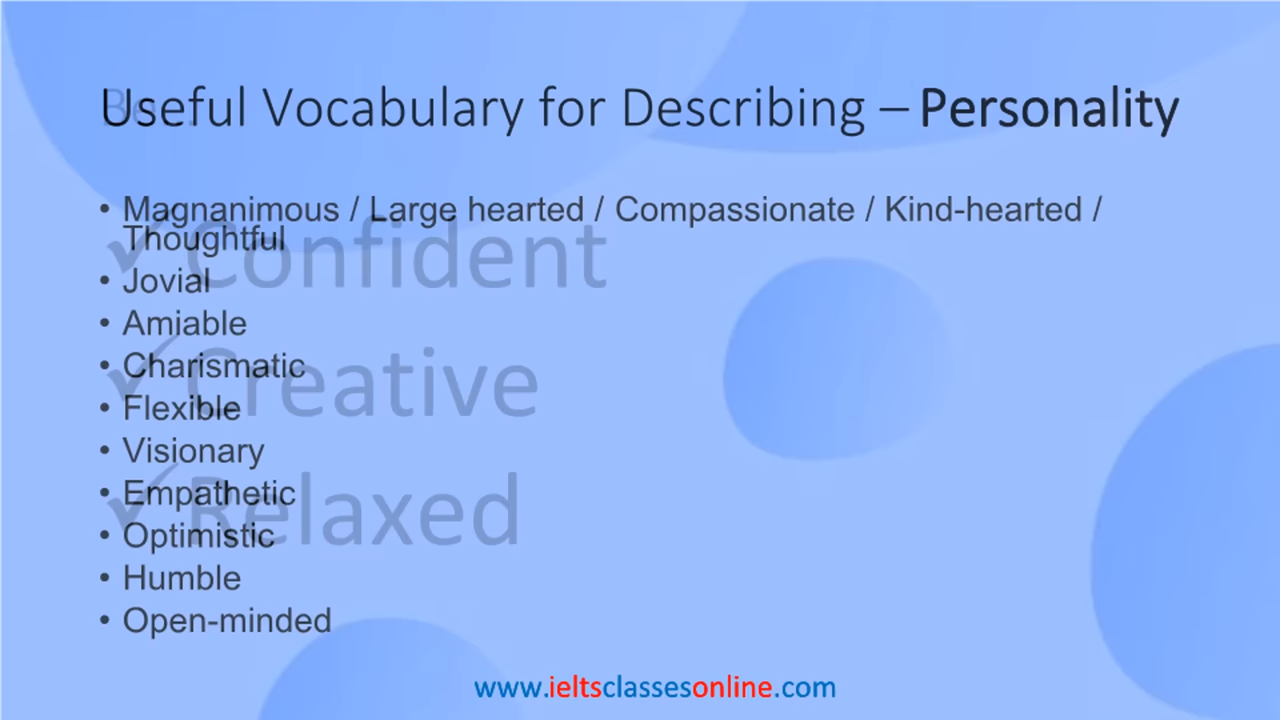 Useful Vocabulary for Describing – Personality
• Magnanimous / Large hearted / Compassionate / Kind-hearted /
Thoughtful
• Jovial
• Amiable
• Charismatic
• Flexible
• Visionary
• Empathetic
• Optimistic
• Humble
• Open-minded
✓ Confident
✓ Creative
✓ Relaxed
www.ieltsclassesonline.com